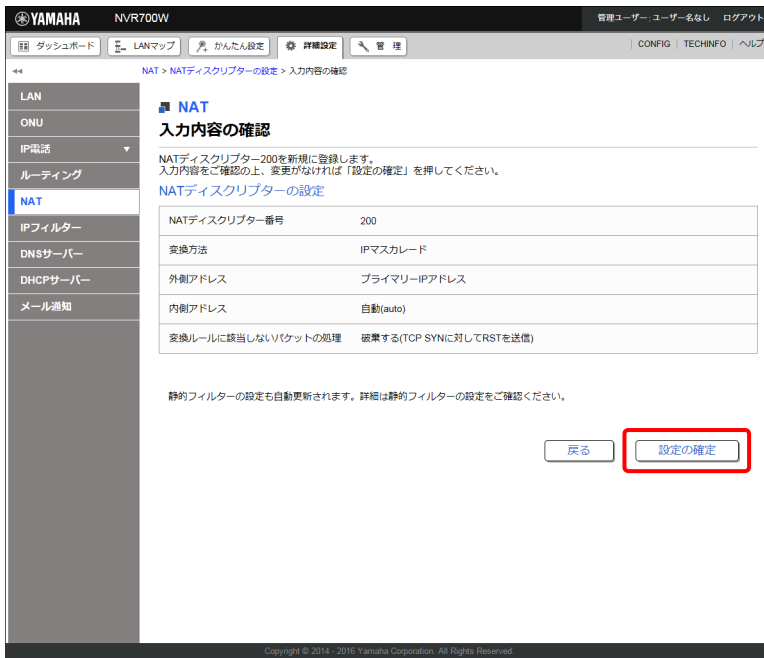 YAMAHA NVR700W 管理ユーザー:ユーザー名なし ログアウト
ダッシュボード LANマップ かんたん設定 詳細設定 管 理 CONFIG TECHINFO ヘルプ
NAT > NATディスクリプターの設定 > 入力内容の確認
LAN
ONU
IP電話
ルーティング
NAT
IPフィルター
DNSサーバー
DHCPサーバー
メール通知
NAT
入力内容の確認
NATディスクリプター200を新規に登録します。
入力内容をご確認の上、変更がなければ「設定の確定」を押してください。
NATディスクリプターの設定
NATディスクリプター番号 200
変換方法 IPマスカレード
外側アドレス プライマリーIPアドレス
内側アドレス 自動(auto)
変換ルールに該当しないパケットの処理 破棄する(TCP SYNに対してRSTを送信)
静的フィルターの設定も自動更新されます。詳細は静的フィルターの設定をご確認ください。
戻る 設定の確定
Copyright © 2014 - 2016 Yamaha Corporation. All Rights Reserved.